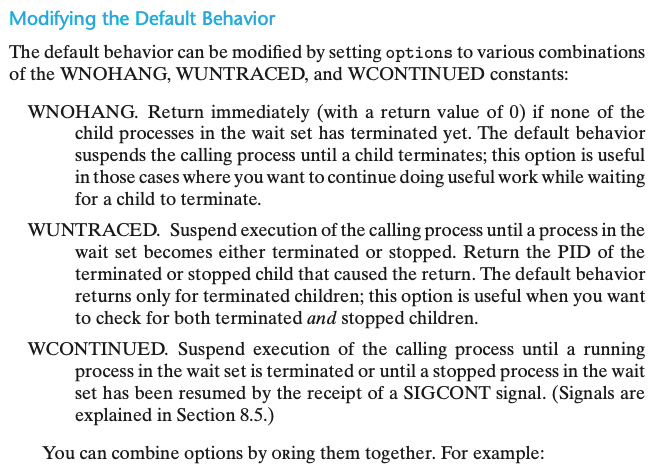 Modifying the Default Behavior
The default behavior can be modified by setting options to various combinations
of the WNOHANG, WUNTRACED, and WCONTINUED constants:
WNOHANG. Return immediately (with a return value of 0) if none of the
child processes in the wait set has terminated yet. The default behavior
suspends the calling process until a child terminates; this option is useful
in those cases where you want to continue doing useful work while waiting
for a child to terminate.
WUNTRACED. Suspend execution of the calling process until a process in the
wait set becomes either terminated or stopped. Return the PID of the
terminated or stopped child that caused the return. The default behavior
returns only for terminated children; this option is useful when you want
to check for both terminated and stopped children.
WCONTINUED. Suspend execution of the calling process until a running
process in the wait set is terminated or until a stopped process in the wait
set has been resumed by the receipt of a SIGCONT signal. (Signals are
explained in Section 8.5.)
You can combine options by ORing them together. For example: